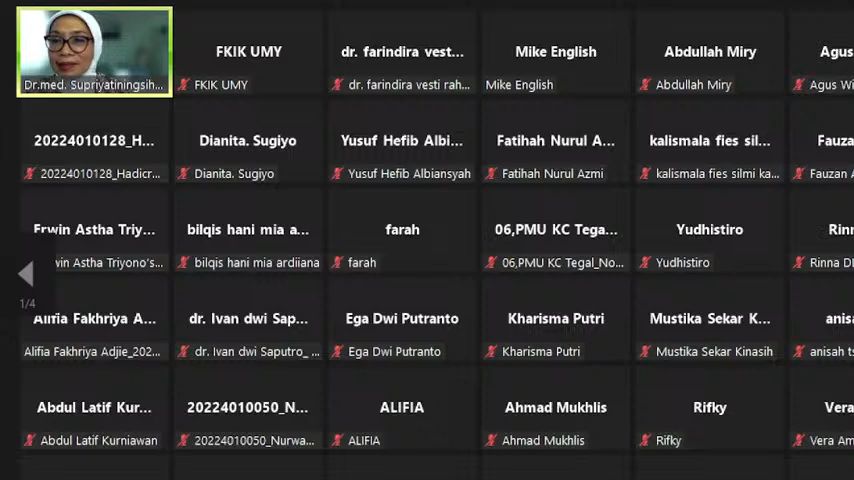 Dr.med. Supriyatiningsih...
FKIK UMY
FKIK UMY
dr. farindira vest...
dr. farindira vesti rah...
Mike English
Mike English
Abdullah Miry
Abdullah Miry
Agus
Agus Wi
20224010128_H...
20224010128_Hadicr...
Dianita. Sugiyo
Dianita. Sugiyo
Yusuf Hefib Albi...
Yusuf Hefib Albiansyah
Fatihah Nurul A...
Fatihah Nurul Azmi
kalismala fies sil...
kalismala fies silmi ka...
Fauza
Fauzan A
Erwin Astha Triy...
win Astha Triyono's...
bilqis hani mia a...
bilqis hani mia ardiiana
farah
farah
06,PMU KC Tega...
06,PMU KC Tegal_No...
Yudhistiro
Yudhistiro
Rinn
Rinna DI
1/4
Alifia Fakhriya A...
Alifia Fakhriya Adjie_202...
dr. Ivan dwi Sap...
dr. Ivan dwi Saputro_ ...
Ega Dwi Putranto
Ega Dwi Putranto
Kharisma Putri
Kharisma Putri
Mustika Sekar K...
Mustika Sekar Kinasih
anis
anisah ts
Abdul Latif Kur...
Abdul Latif Kurniawan
20224010050_N...
20224010050_Nurwa...
ALIFIA
ALIFIA
Ahmad Mukhlis
Ahmad Mukhlis
Rifky
Rifky
Vera
Vera Am